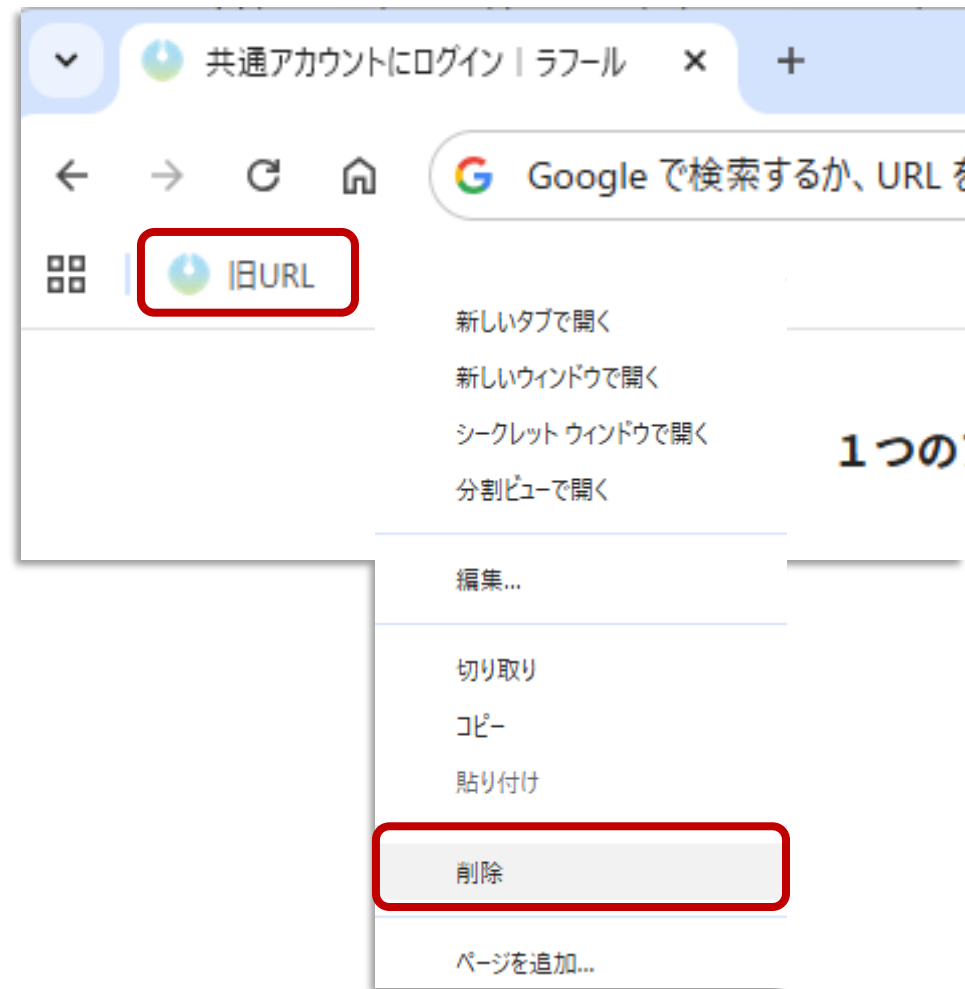 共通アカウントにログイン | ラフール
Google で検索するか、URL
旧URL
新しいタブで開く
新しいウィンドウで開く
シークレット ウィンドウで開く
分割ビューで開く
１つの
編集...
切り取り
コピー
貼り付け
削除
ページを追加...